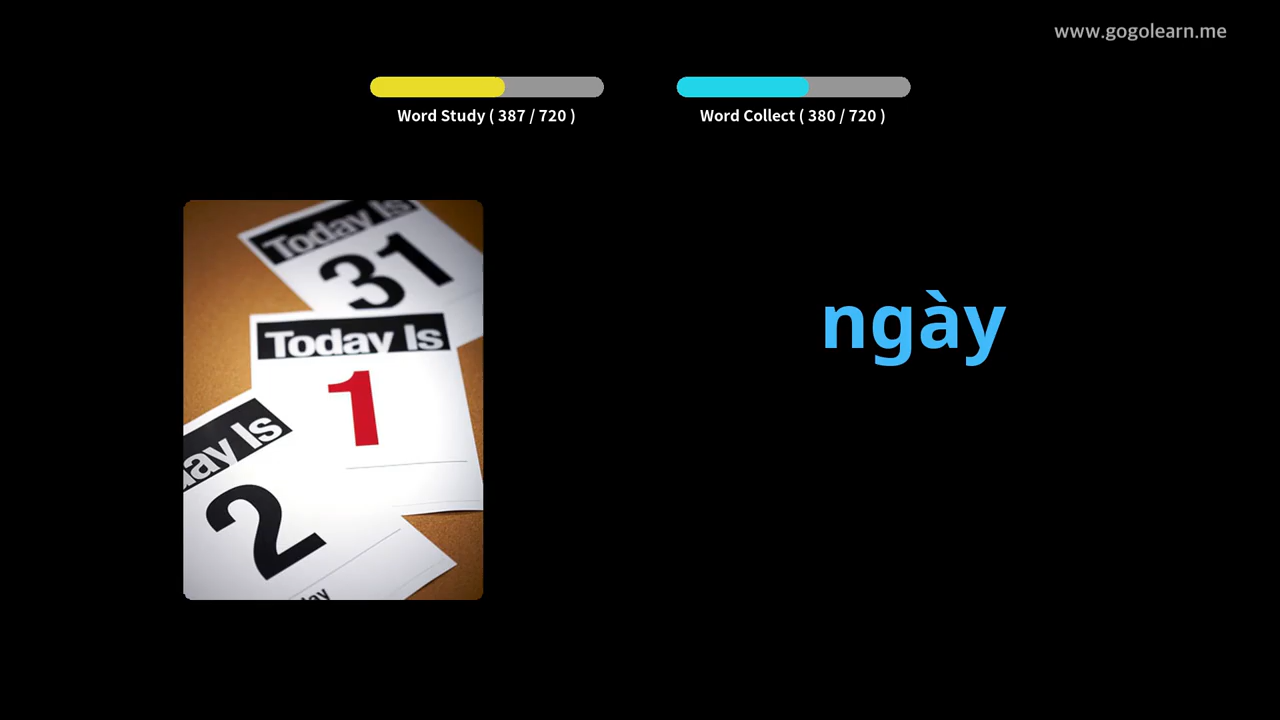 www.gogolearn.me
Word Study ( 387 / 720 )
Word Collect ( 380 / 720 )
Today Is
31
Today Is
1
ay Is
2
ay
ngày